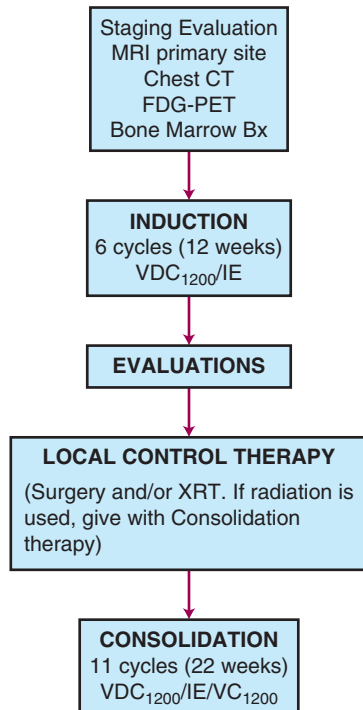 Staging Evaluation
MRI primary site
Chest CT
FDG-PET
Bone Marrow Bx
INDUCTION
6 cycles (12 weeks)
VDC₁₂₀₀/IE
EVALUATIONS
LOCAL CONTROL THERAPY
(Surgery and/or XRT. If radiation is
used, give with Consolidation
therapy)
CONSOLIDATION
11 cycles (22 weeks)
VDC₁₂₀₀/IE/VC₁₂₀₀